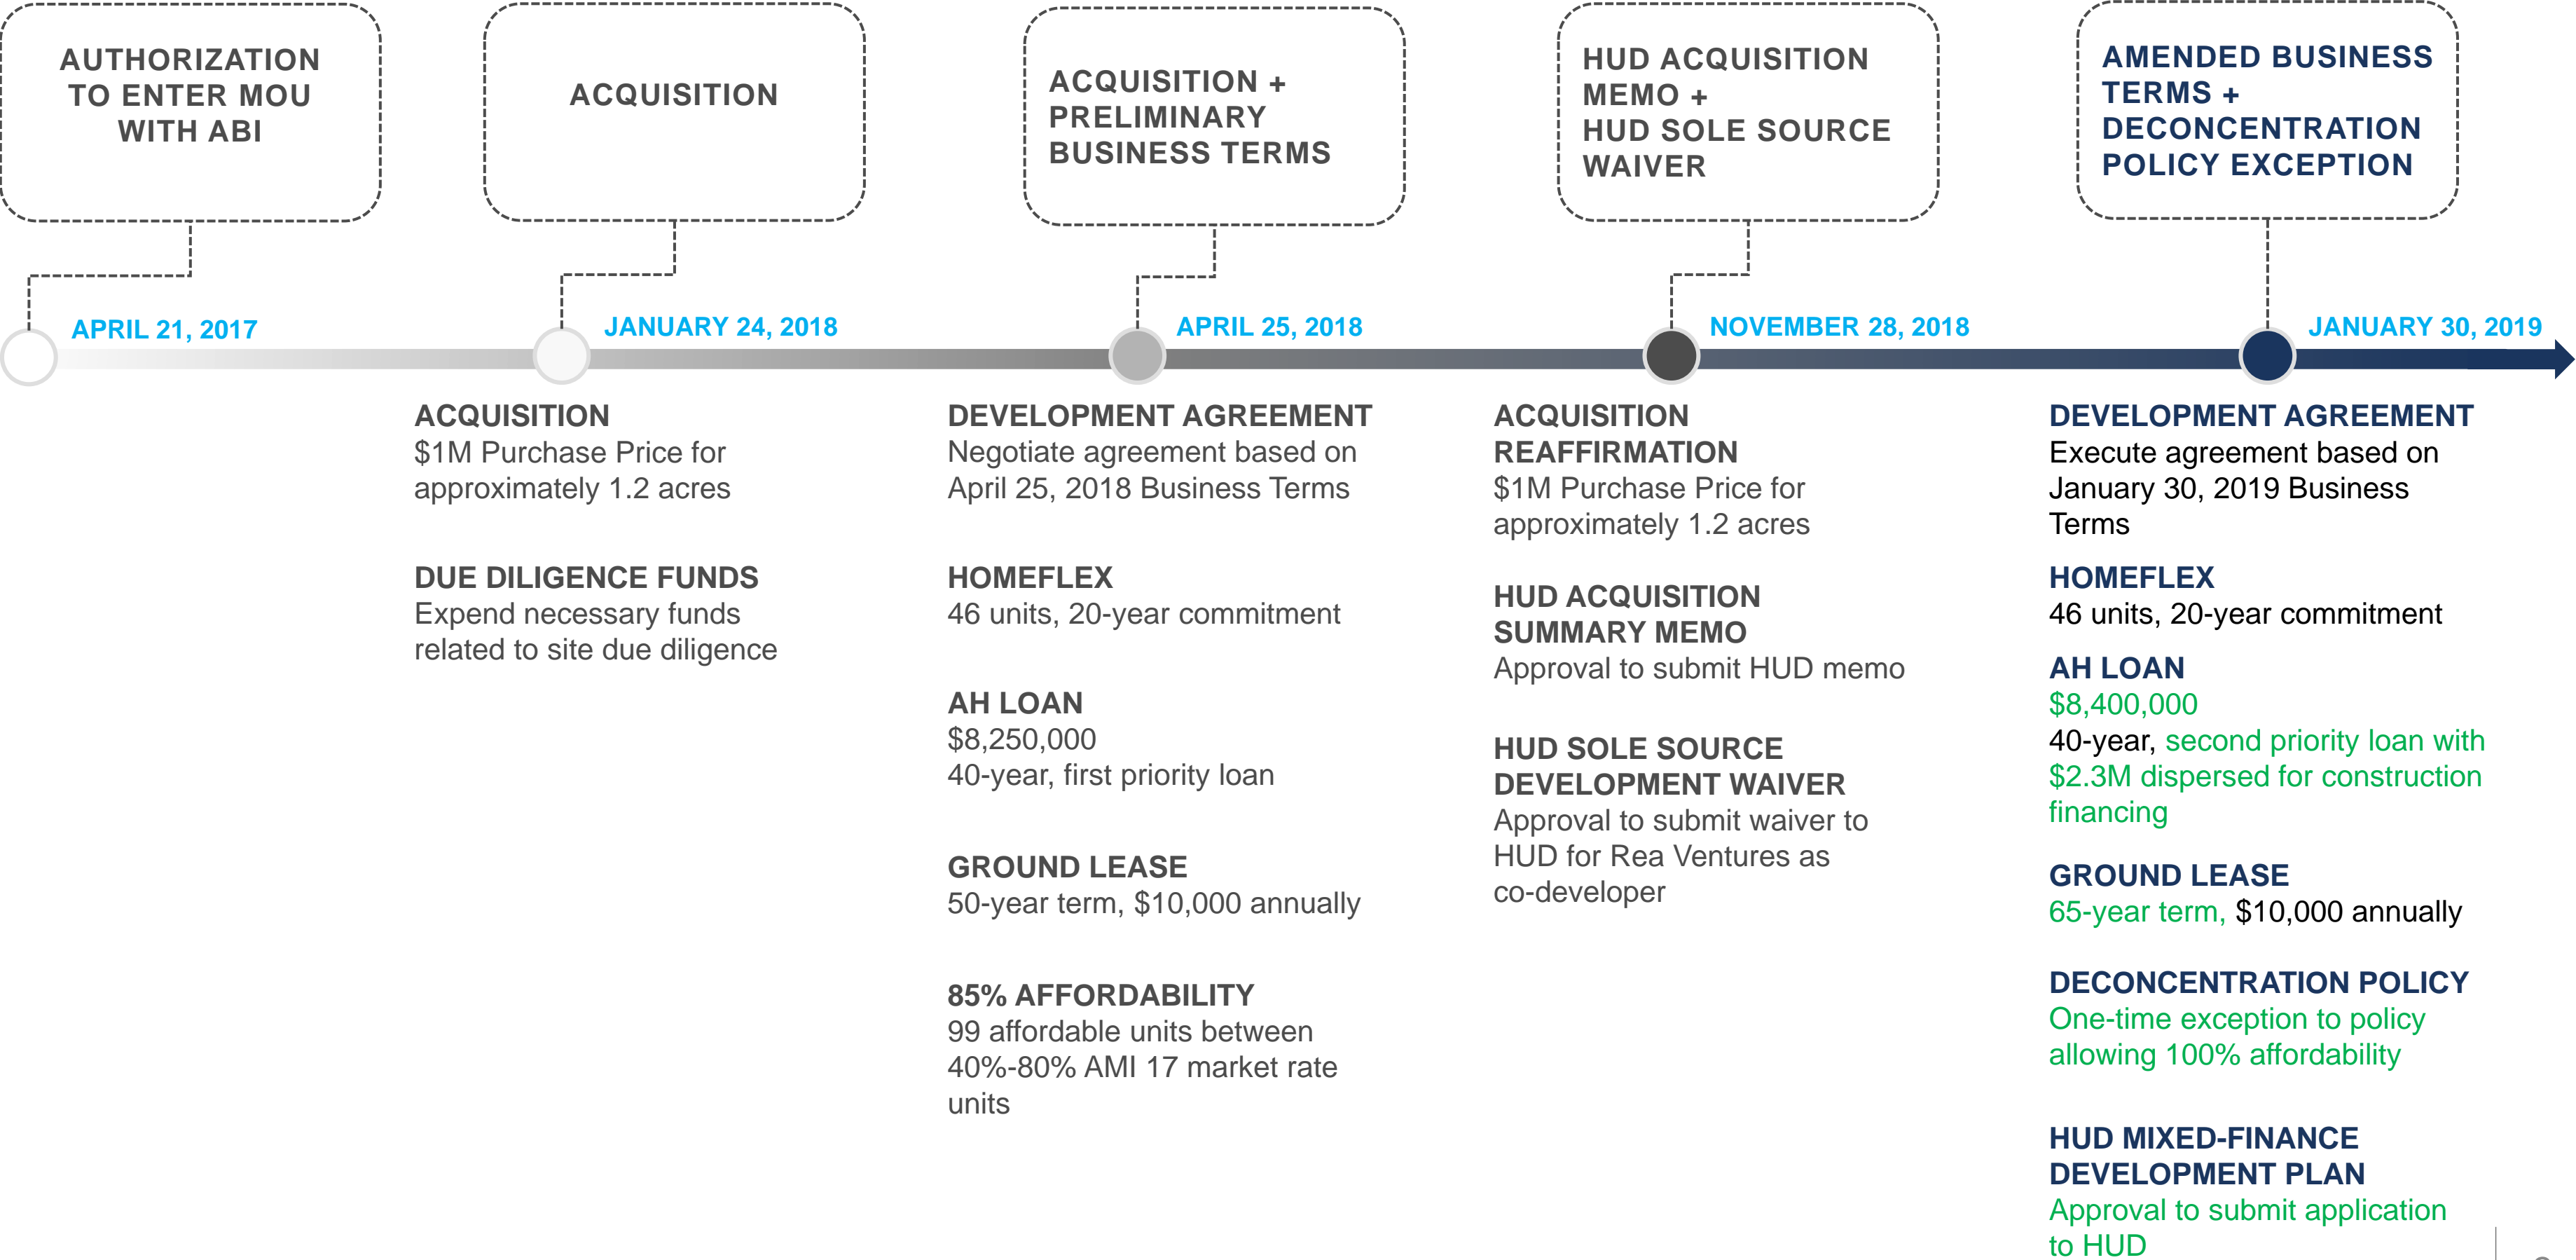 AUTHORIZATION
TO ENTER MOU
WITH ABI
ACQUISITION
ACQUISITION +
PRELIMINARY
BUSINESS TERMS
HUD ACQUISITION
MEMO +
HUD SOLE SOURCE
WAIVER
AMENDED BUSINESS
TERMS +
DECONCENTRATION
POLICY EXCEPTION
APRIL 21, 2017
JANUARY 24, 2018
APRIL 25, 2018
NOVEMBER 28, 2018
JANUARY 30, 2019
ACQUISITION
$1M Purchase Price for
approximately 1.2 acres
DUE DILIGENCE FUNDS
Expend necessary funds
related to site due diligence
DEVELOPMENT AGREEMENT
Negotiate agreement based on
April 25, 2018 Business Terms
HOMEFLEX
46 units, 20-year commitment
AH LOAN
$8,250,000
40-year, first priority loan
GROUND LEASE
50-year term, $10,000 annually
85% AFFORDABILITY
99 affordable units between
40%-80% AMI 17 market rate
units
ACQUISITION
REAFFIRMATION
$1M Purchase Price for
approximately 1.2 acres
HUD ACQUISITION
SUMMARY MEMO
Approval to submit HUD memo
HUD SOLE SOURCE
DEVELOPMENT WAIVER
Approval to submit waiver to
HUD for Rea Ventures as
co-developer
DEVELOPMENT AGREEMENT
Execute agreement based on
January 30, 2019 Business
Terms
HOMEFLEX
46 units, 20-year commitment
AH LOAN
$8,400,000
40-year, second priority loan with
$2.3M dispersed for construction
financing
GROUND LEASE
65-year term, $10,000 annually
DECONCENTRATION POLICY
One-time exception to policy
allowing 100% affordability
HUD MIXED-FINANCE
DEVELOPMENT PLAN
Approval to submit application
to HUD